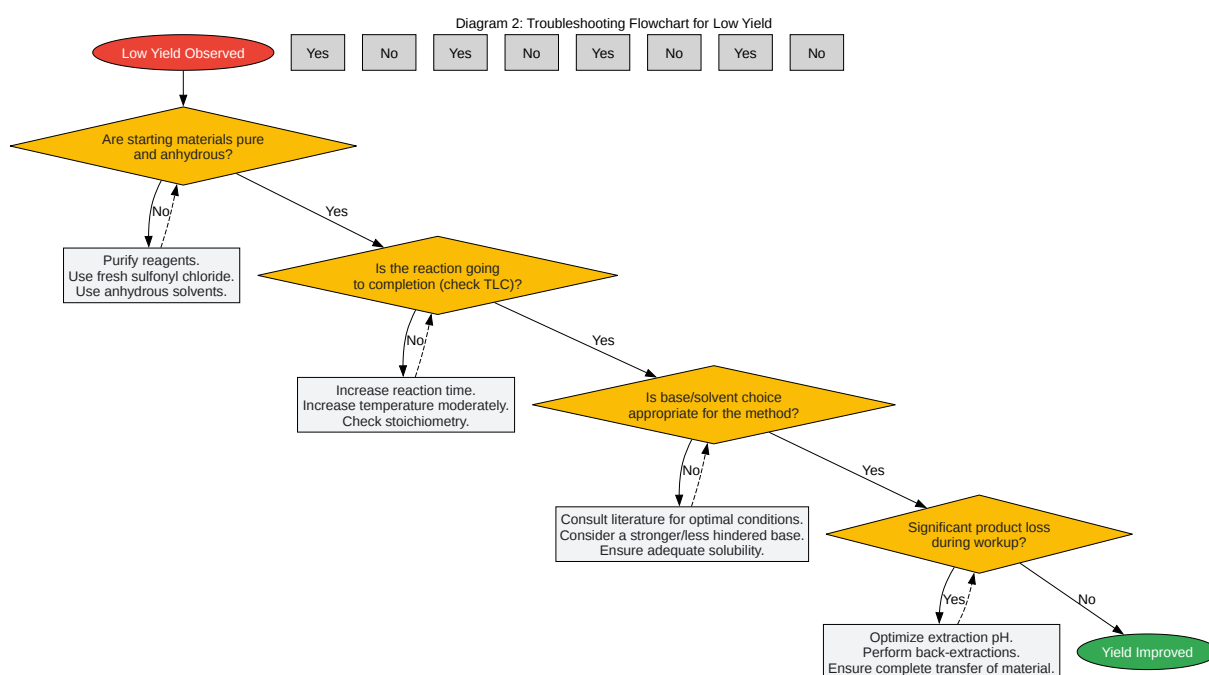 Diagram 2: Troubleshooting Flowchart for Low Yield
Low Yield Observed
Yes
No
Yes
No
Yes
No
Yes
No
Are starting materials pure
and anhydrous?
No
Yes
Purify reagents.
Use fresh sulfonyl chloride.
Use anhydrous solvents.
Is the reaction going
to completion (check TLC)?
No
Yes
Increase reaction time.
Increase temperature moderately.
Check stoichiometry.
Is base/solvent choice
appropriate for the method?
No
Yes
Consult literature for optimal conditions.
Consider a stronger/less hindered base.
Ensure adequate solubility.
Significant product loss
during workup?
Yes
No
Optimize extraction pH.
Perform back-extractions.
Ensure complete transfer of material.
Yield Improved